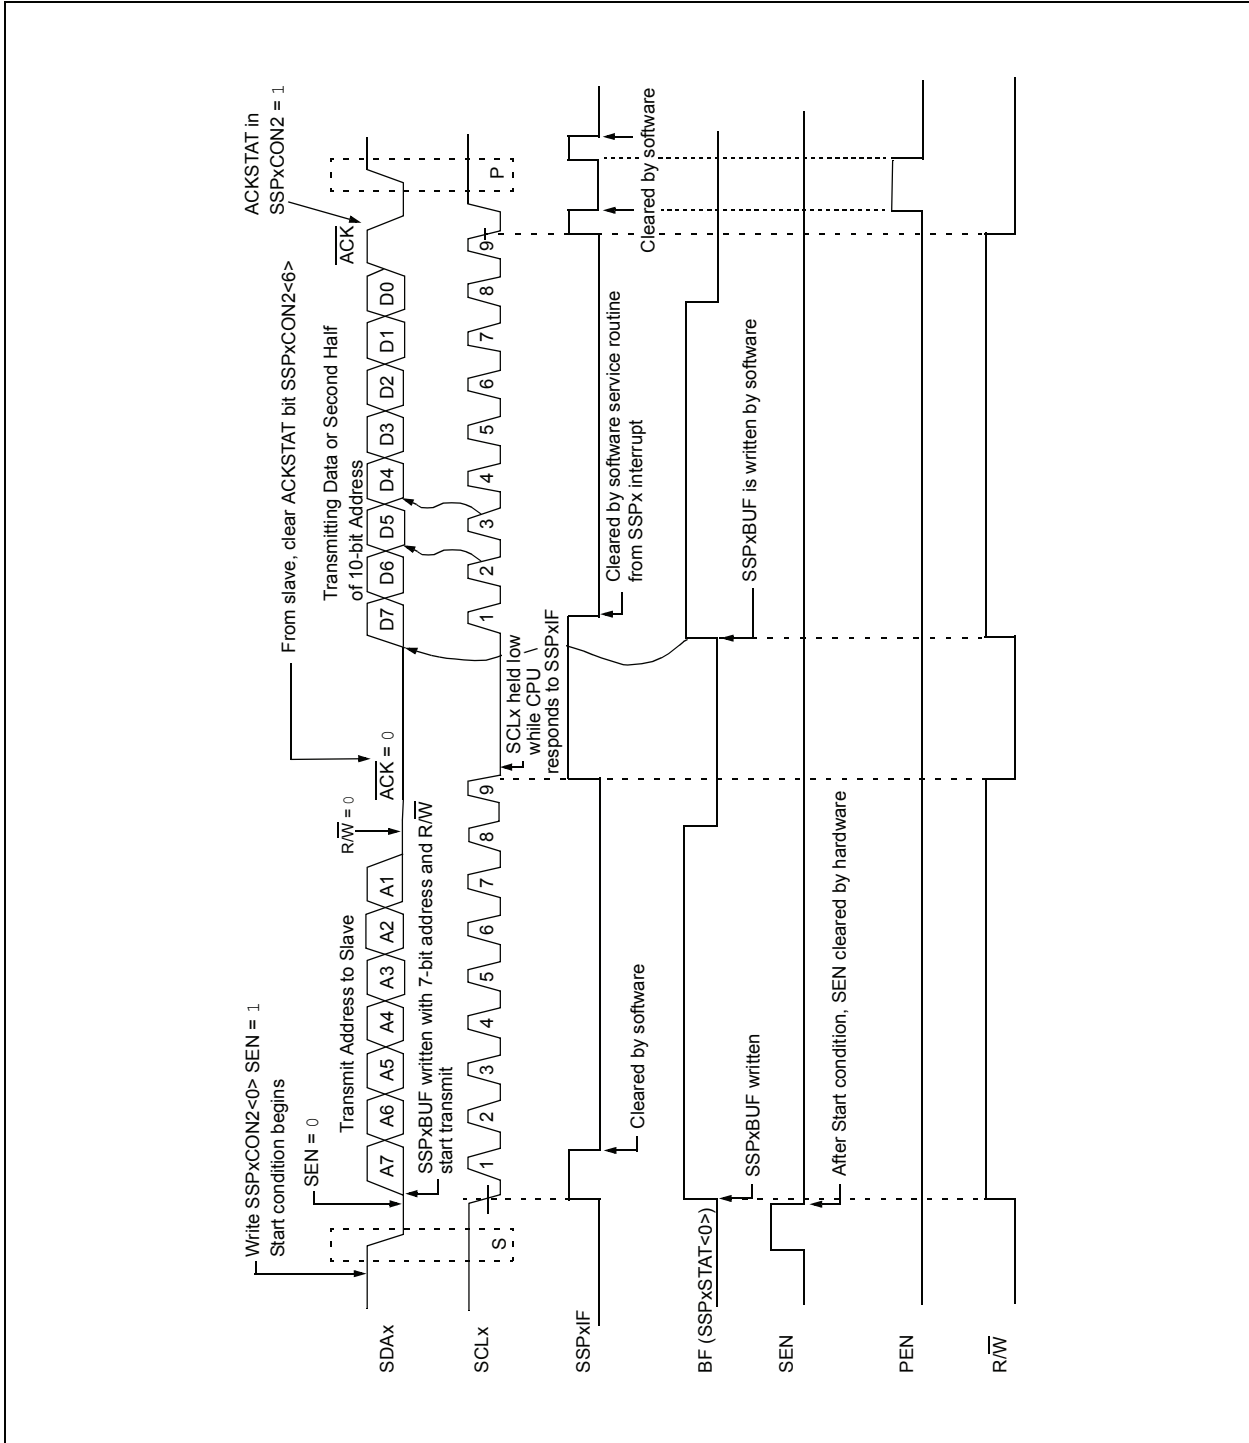 Write SSPxCON2<0> SEN = 1
Start condition begins
SEN = 0
From slave, clear ACKSTAT bit SSPxCON2<6>
ACKSTAT in
SSPxCON2 = 1
Transmit Address to Slave
R/W = 0
ACK = 0
Transmitting Data or Second Half
of 10-bit Address
ACK
SDAx
A7 A6 A5 A4 A3 A2 A1
D7 D6 D5 D4 D3 D2 D1 D0
SSPxBUF written with 7-bit address and R/W
start transmit
SCLx
S
1 2 3 4 5 6 7 8 9
1 2 3 4 5 6 7 8 9
P
SCLx held low
while CPU
responds to SSPxIF
SSPxIF
Cleared by software
Cleared by software service routine
from SSPx interrupt
Cleared by software
BF (SSPxSTAT<0>)
SSPxBUF written
SSPxBUF is written by software
SEN
After Start condition, SEN cleared by hardware
PEN
R/W